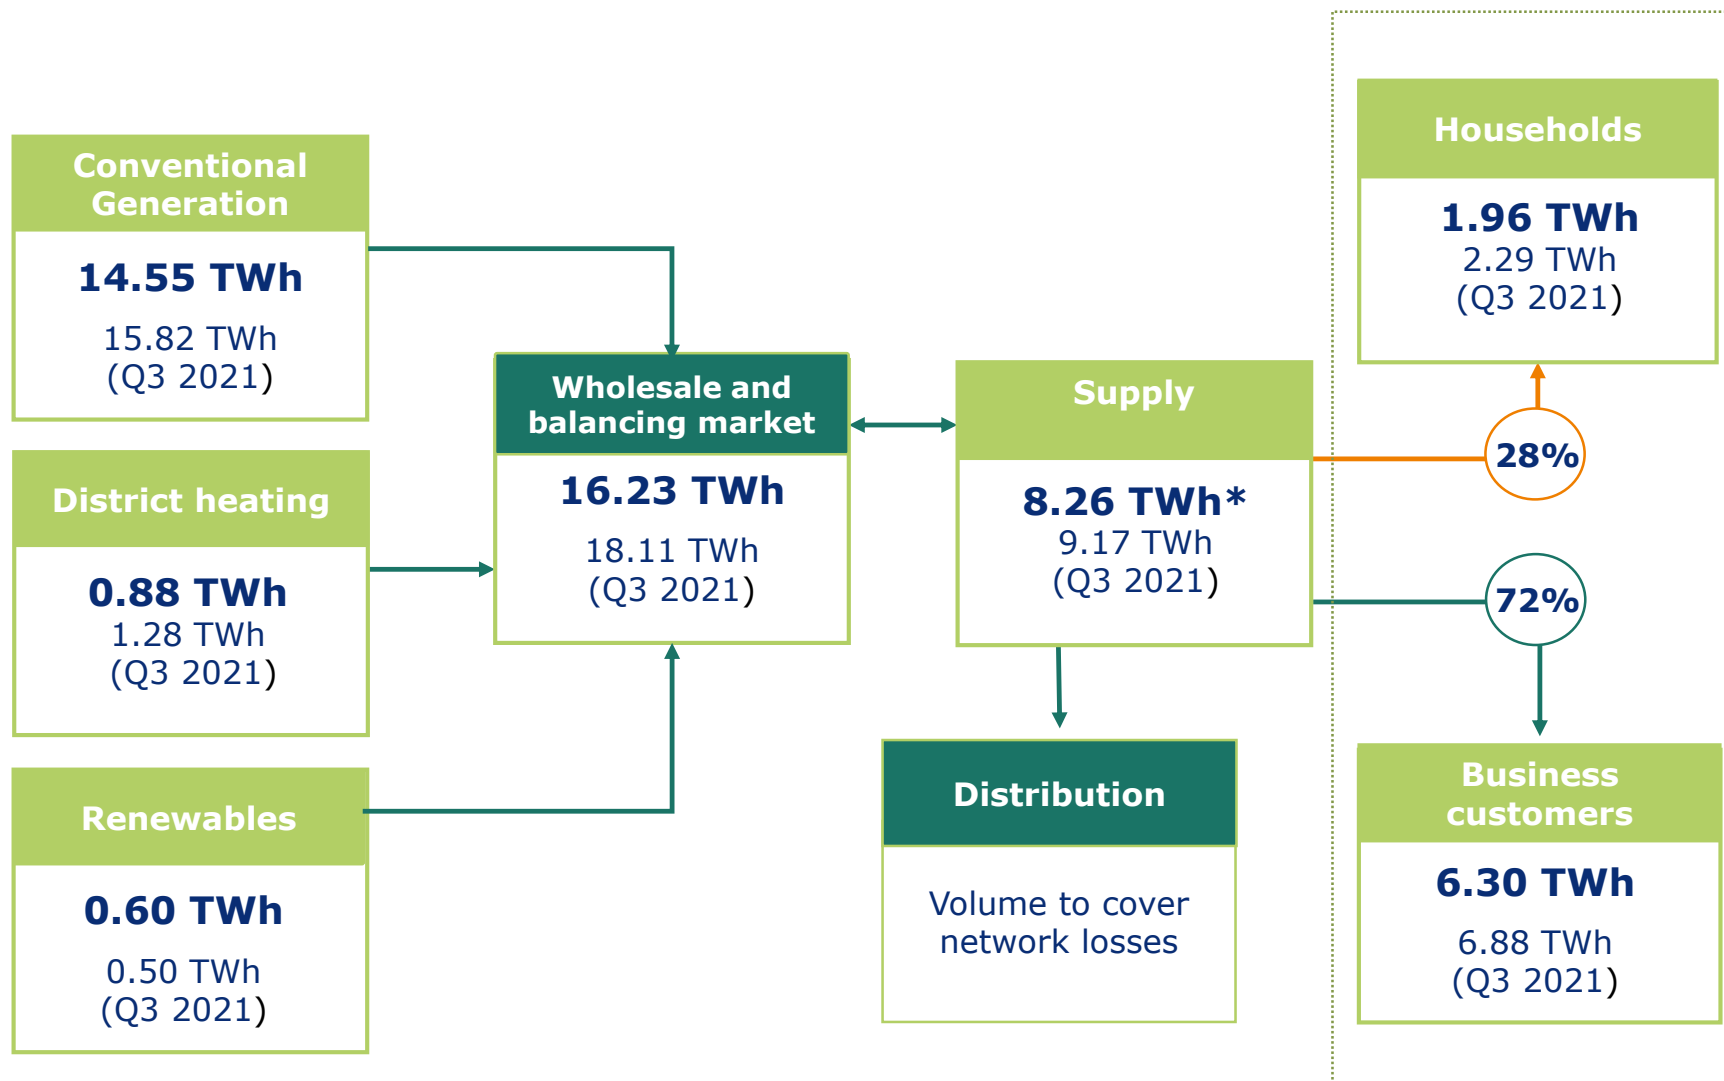 Conventional
Generation
14.55 TWh
15.82 TWh
(Q3 2021)
District heating
0.88 TWh
1.28 TWh
(Q3 2021)
Renewables
0.60 TWh
0.50 TWh
(Q3 2021)
Wholesale and
balancing market
16.23 TWh
18.11 TWh
(Q3 2021)
Supply
8.26 TWh*
9.17 TWh
(Q3 2021)
Distribution
Volume to cover
network losses
28%
72%
Households
1.96 TWh
2.29 TWh
(Q3 2021)
Business
customers
6.30 TWh
6.88 TWh
(Q3 2021)